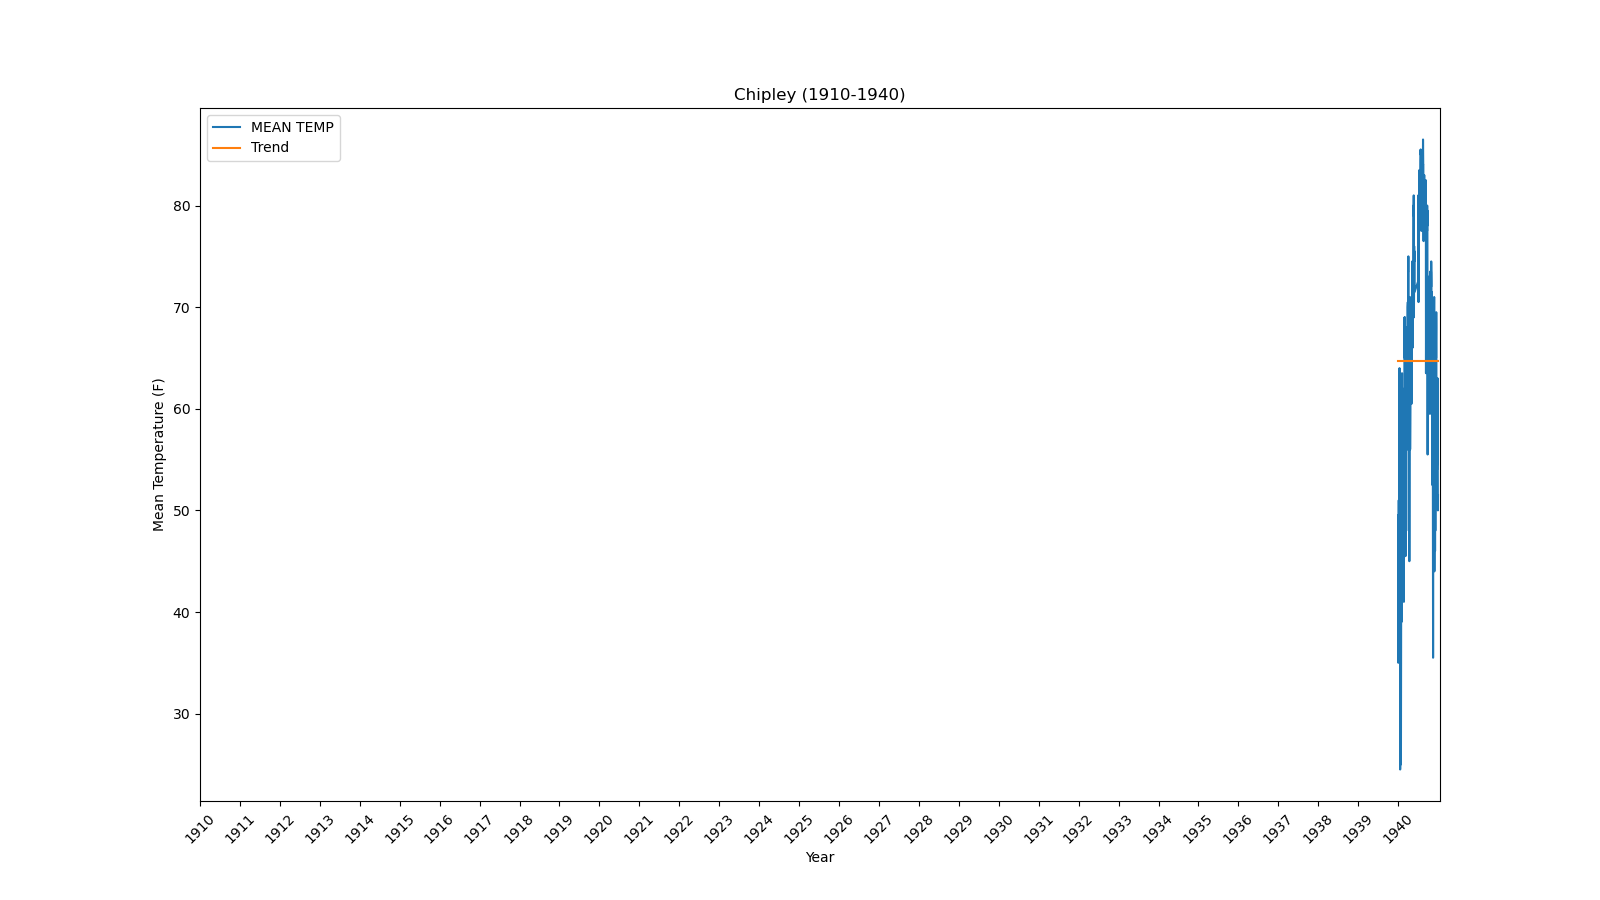 Chipley (1910-1940)
MEAN TEMP
Trend
Mean Temperature (F)
80
70
60
50
40
30
1910 1911 1912 1913 1914 1915 1916 1917 1918 1919 1920 1921 1922 1923 1924 1925 1926 1927 1928 1929 1930 1931 1932 1933 1934 1935 1936 1937 1938 1939 1940
Year